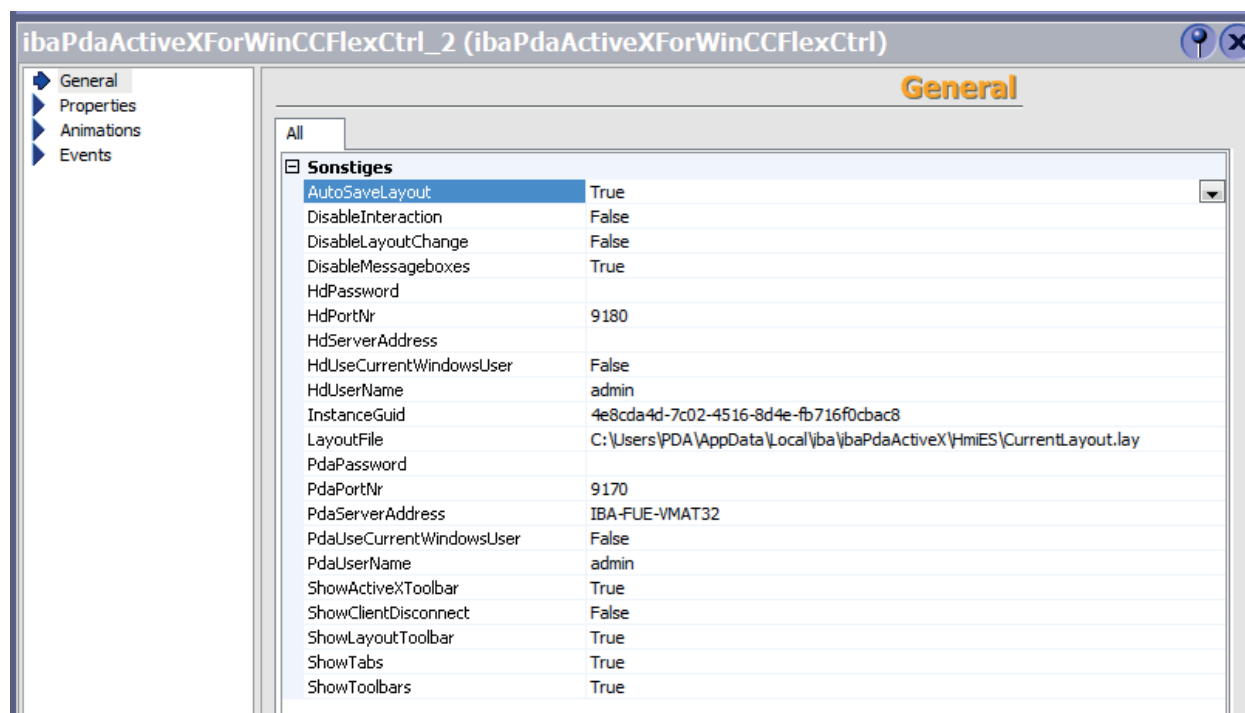 ibaPdaActiveXForWinCCFlexCtrl_2 (ibaPdaActiveXForWinCCFlexCtrl)
General
Properties
Animations
Events
General
All
Sonstiges
AutoSaveLayout True
DisableInteraction False
DisableLayoutChange False
DisableMessageboxes True
HdPassword
HdPortNr 9180
HdServerAddress
HdUseCurrentWindowsUser False
HdUserName admin
InstanceGuid 4e8cda4d-7c02-4516-8d4e-fb716f0cbac8
LayoutFile C:\Users\PDA\AppData\Local\iba\ibaPdaActiveX\HmiES\CurrentLayout.lay
PdaPassword
PdaPortNr 9170
PdaServerAddress IBA-FUE-VMAT32
PdaUseCurrentWindowsUser False
PdaUserName admin
ShowActiveXToolbar True
ShowClientDisconnect False
ShowLayoutToolbar True
ShowTabs True
ShowToolbars True